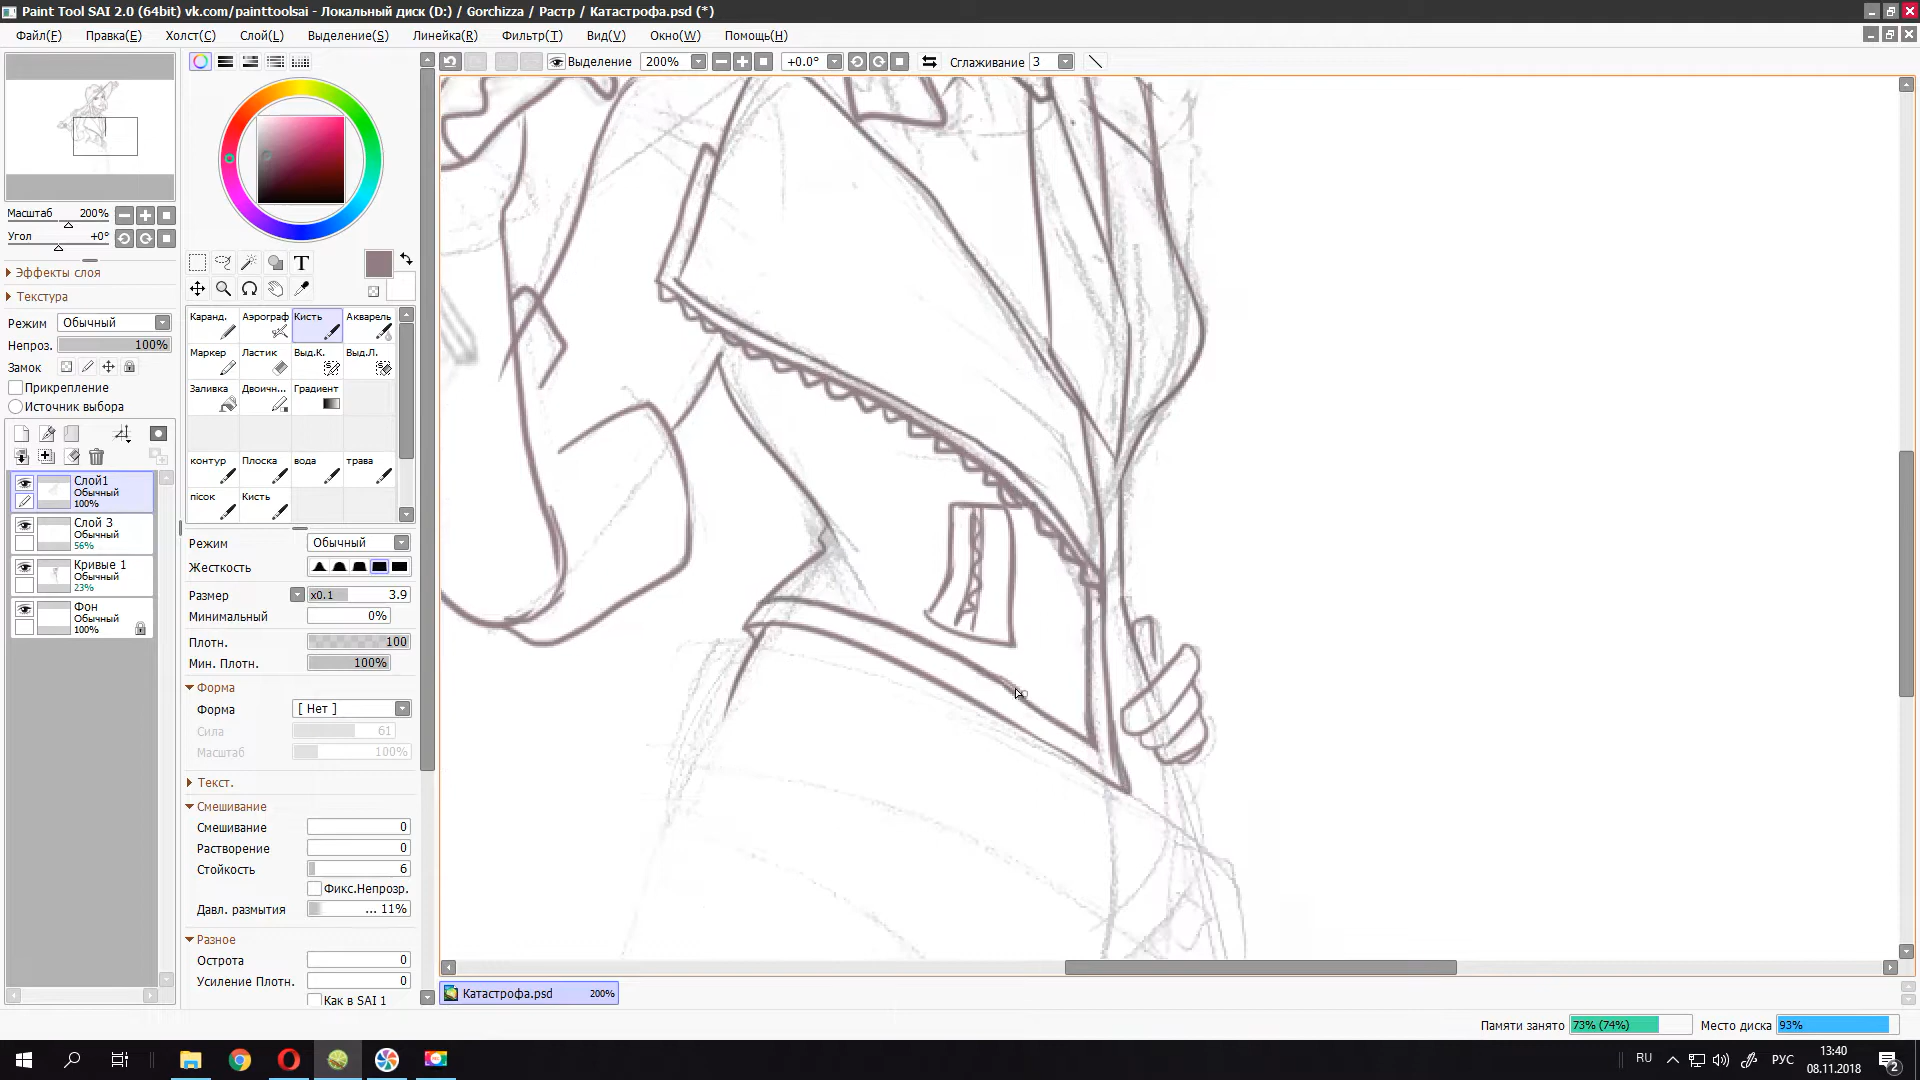 Paint Tool SAI 2.0 (64bit) vk.com/painttoolsai - Локальный диск (D:) / Gorchizza / Растр / Катастрофа.psd (*)
Файл(F) Правка(E) Холст(C) Слой(L) Выделение(S) Линейка(R) Фильтр(T) Вид(V) Окно(W) Помощь(H)
Выделение 200% +0.0° Сглаживание 3
Масштаб 200%
Угол +0°
Эффекты слоя
Текстура
Режим Обычный
Непроз. 100%
Замок
Прикрепление
Источник выбора
Слой1
Обычный
100%
Слой 3
Обычный
56%
Кривые 1
Обычный
23%
Фон
Обычный
100%
T
Каранд. Аэрограф Кисть Акварель
Маркер Ластик Выд.К. Выд.Л.
Заливка Двоичн... Градиент
контур Плоска вода трава
пісок Кисть
Режим Обычный
Жесткость
Размер x0.1 3.9
Минимальный 0%
Плотн. 100
Мин. Плотн. 100%
Форма
Форма [ Нет ]
Сила 61
Масштаб 100%
Текст.
Смешивание
Смешивание 0
Растворение 0
Стойкость 6
Фикс.Непрозр.
Давл. размытия ... 11%
Разное
Острота 0
Усиление Плотн. 0
Как в SAI 1
Катастрофа.psd 200%
Памяти занято 73% (74%) Место диска 93%
RU РУС 13:40
08.11.2018
2